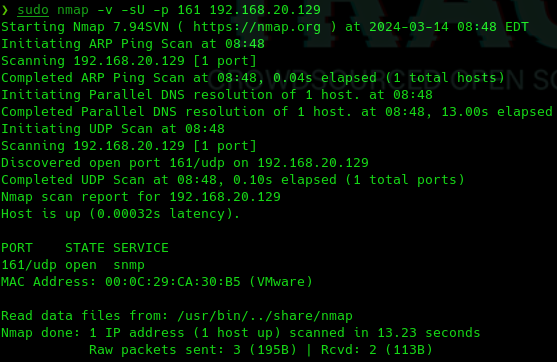 ❯ sudo nmap -v -sU -p 161 192.168.20.129
Starting Nmap 7.94SVN ( https://nmap.org ) at 2024-03-14 08:48 EDT
Initiating ARP Ping Scan at 08:48
Scanning 192.168.20.129 [1 port]
Completed ARP Ping Scan at 08:48, 0.04s elapsed (1 total hosts)
Initiating Parallel DNS resolution of 1 host. at 08:48
Completed Parallel DNS resolution of 1 host. at 08:48, 13.00s elapsed
Initiating UDP Scan at 08:48
Scanning 192.168.20.129 [1 port]
Discovered open port 161/udp on 192.168.20.129
Completed UDP Scan at 08:48, 0.10s elapsed (1 total ports)
Nmap scan report for 192.168.20.129
Host is up (0.00032s latency).
PORT    STATE SERVICE
161/udp open  snmp
MAC Address: 00:0C:29:CA:30:B5 (VMware)
Read data files from: /usr/bin/../share/nmap
Nmap done: 1 IP address (1 host up) scanned in 13.23 seconds
Raw packets sent: 3 (195B) | Rcvd: 2 (113B)